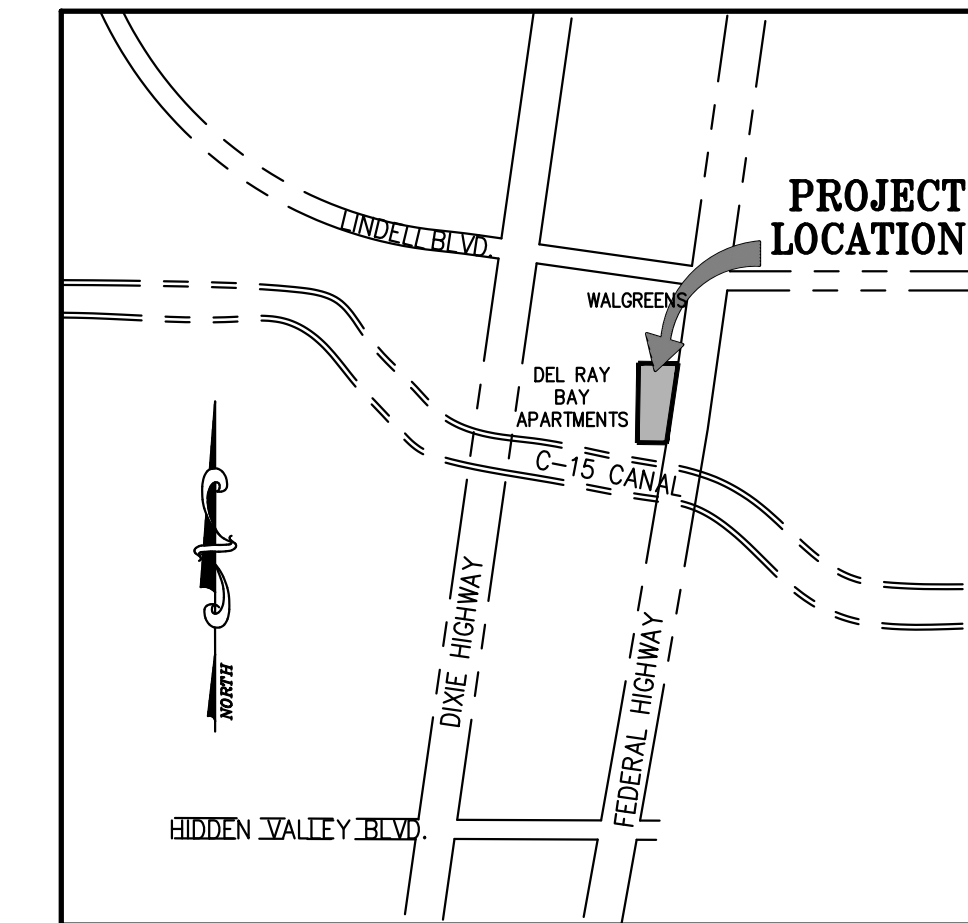 PROJECT
LOCATION
LINDELL BLVD.
WALGREENS
DEL RAY
BAY
APARTMENTS
C-15 CANAL
DIXIE HIGHWAY
FEDERAL HIGHWAY
NORTH
HIDDEN VALLEY BLVD.